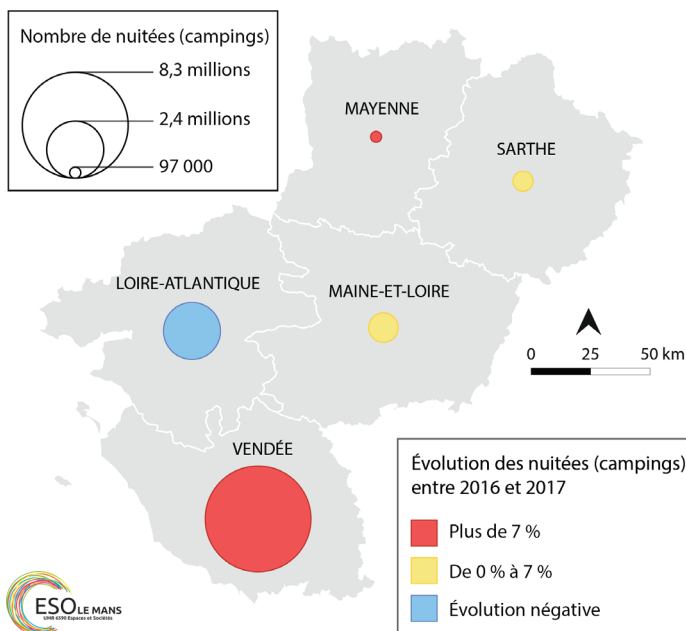 Nombre de nuitées (campings)
8,3 millions
2,4 millions
97 000
MAYENNE
SARTHE
LOIRE-ATLANTIQUE
MAINE-ET-LOIRE
0 25 50 km
VENDÉE
Évolution des nuitées (campings)
entre 2016 et 2017
Plus de 7 %
De 0 % à 7 %
Évolution négative
ESO LE MANS
UMR 6590 Espaces et Sociétés